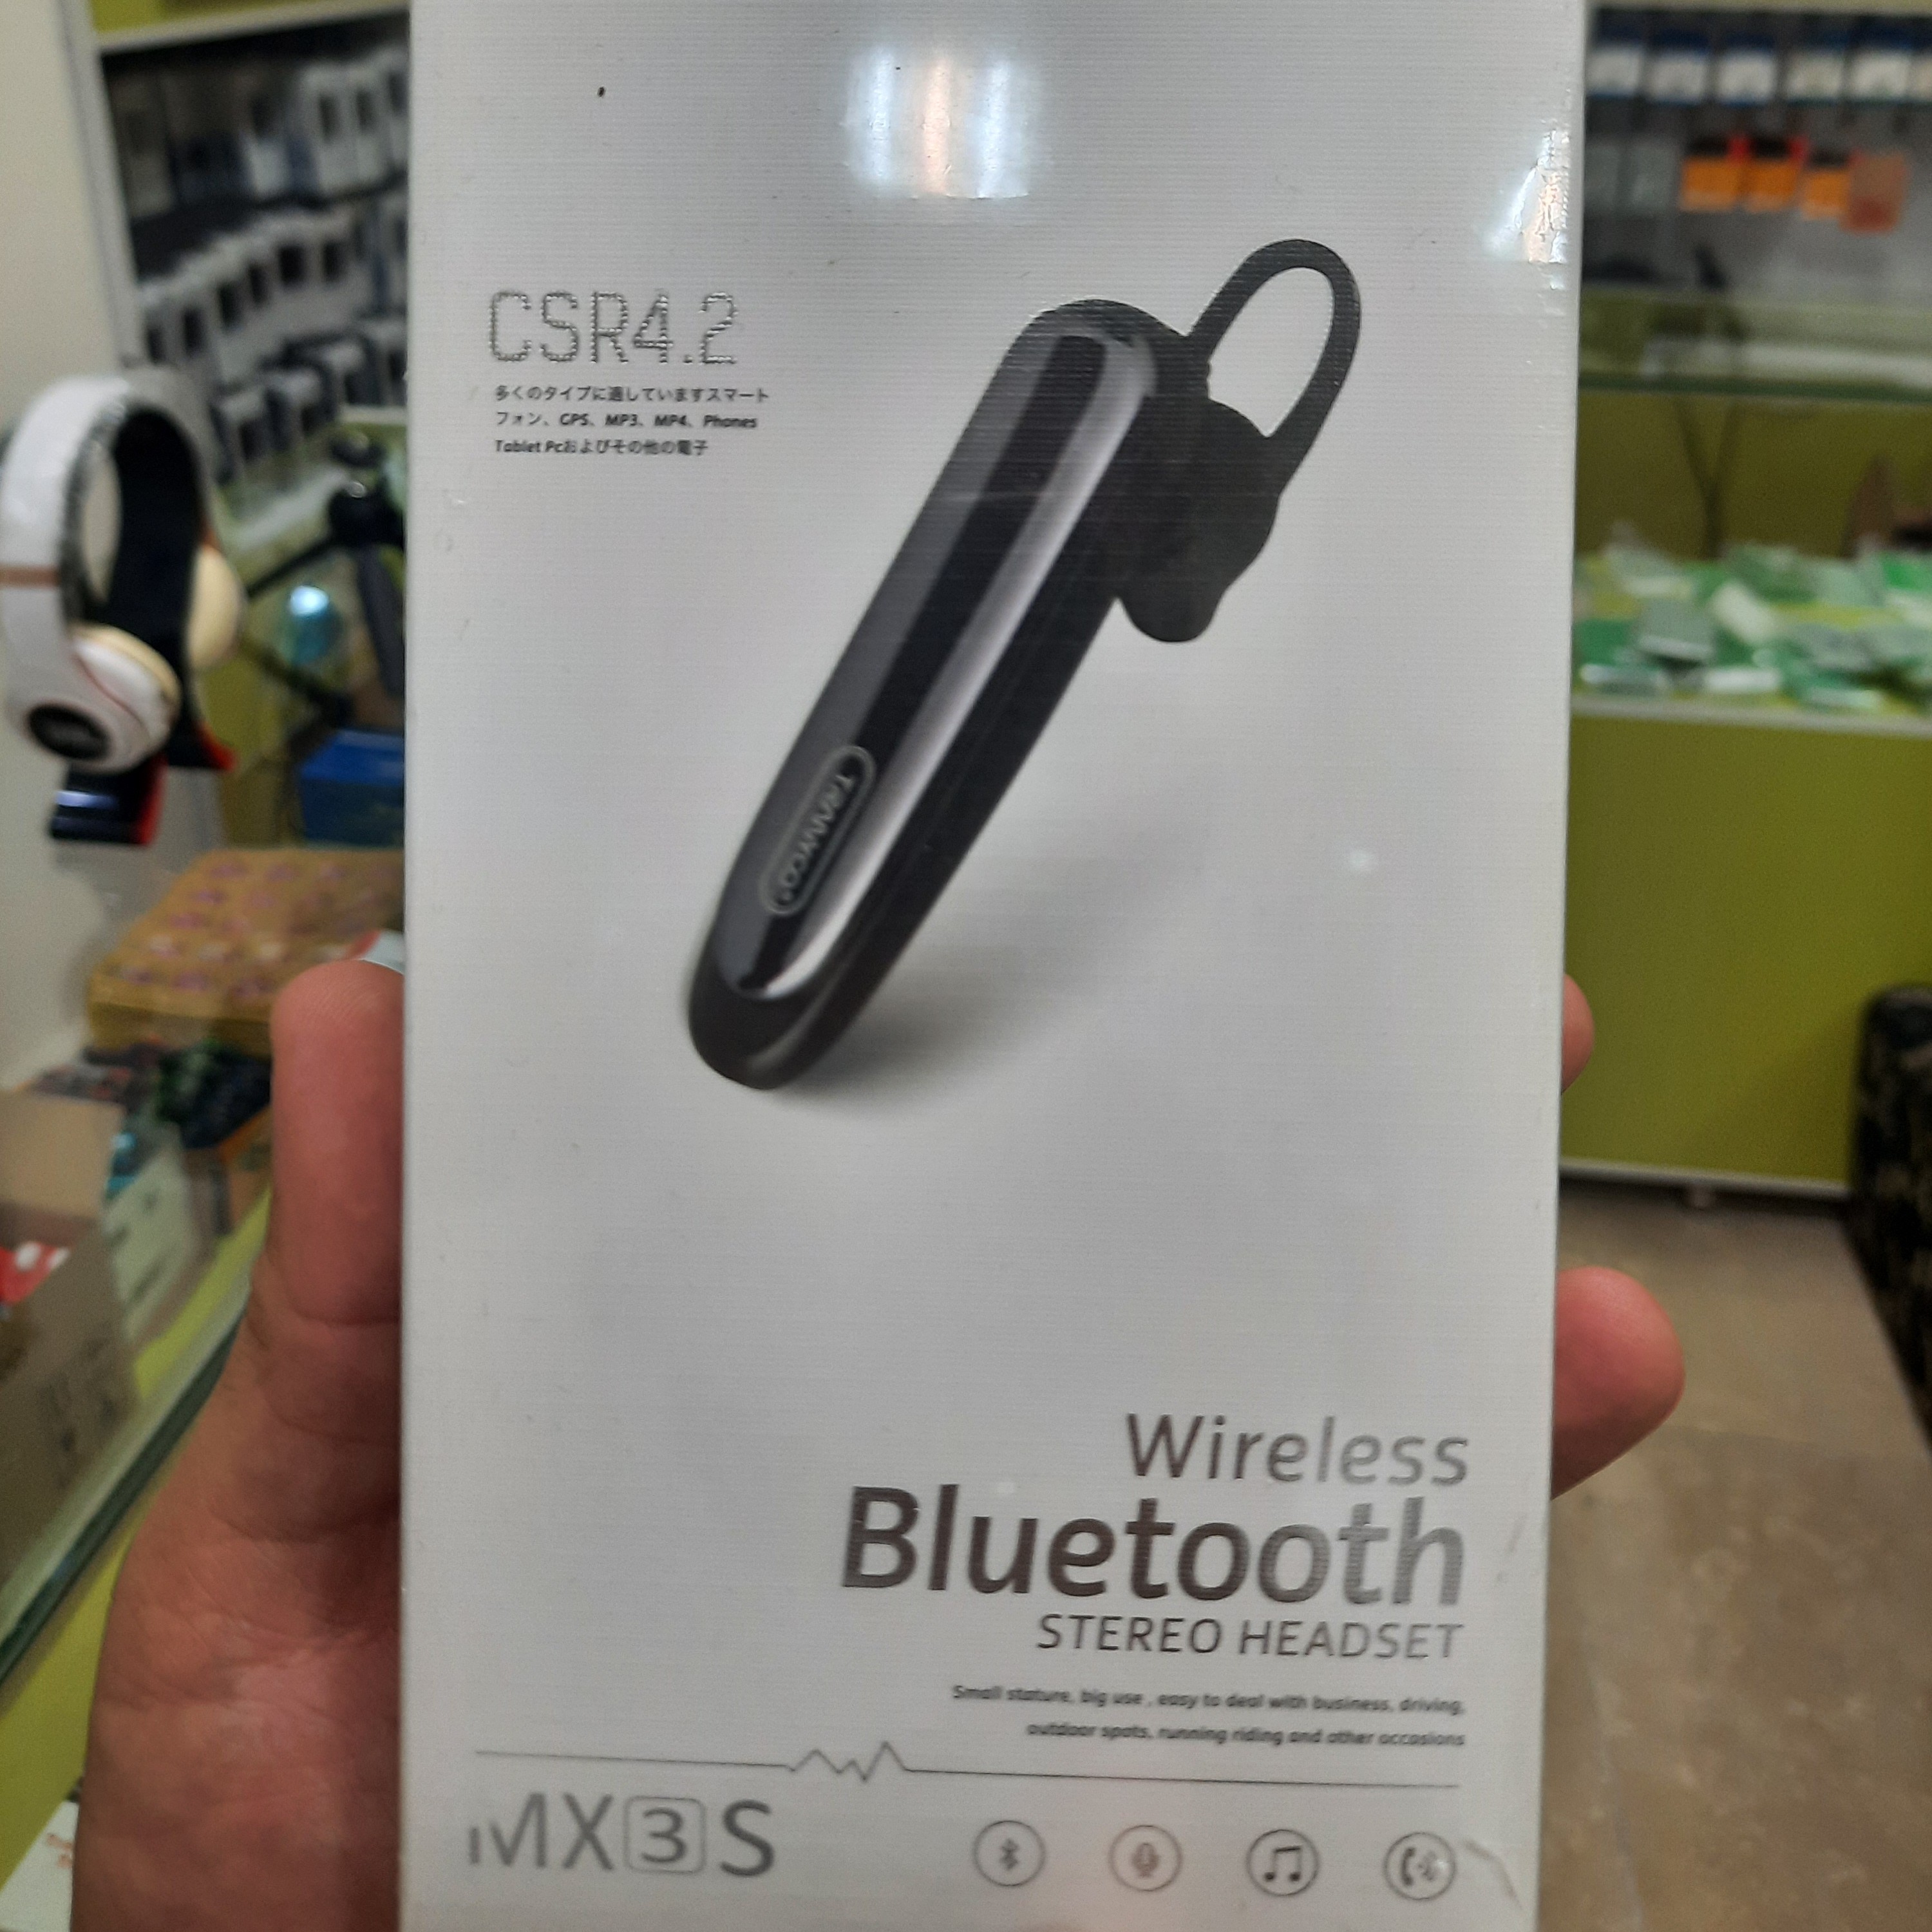 CSR4.2
多くのタイプに適していますスマート
フォン、GPS、MP3、MP4、Phones
Tablet Pcおよびその他の電子
Wireless
Bluetooth
STEREO HEADSET
Small stature, big use , easy to deal with business, driving,
outdoor spots, running riding and other occasions
MX3S